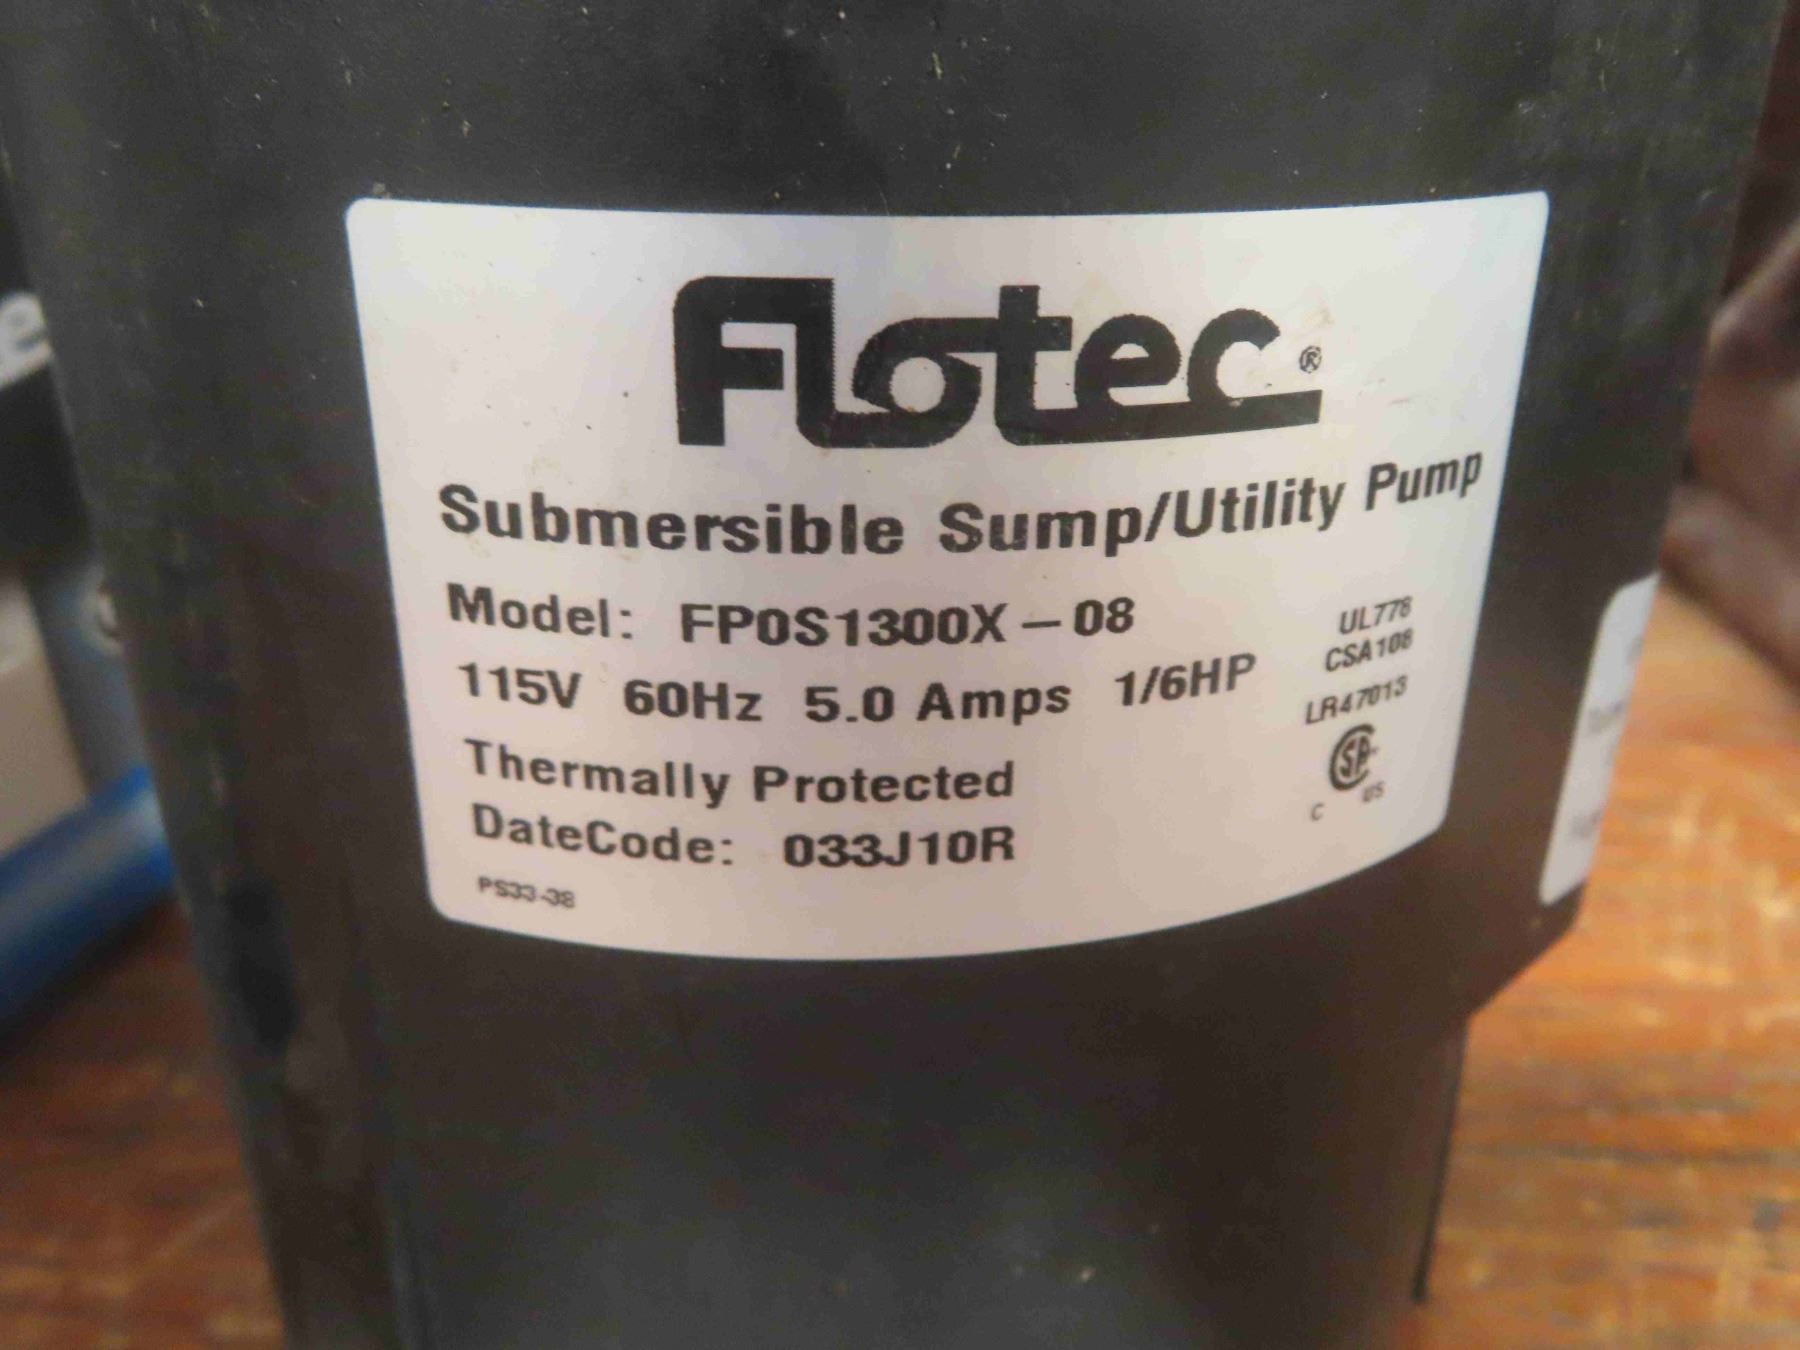 Flotec®
Submersible Sump/Utility Pump
Model: FP0S1300X – 08
115V 60Hz 5.0 Amps 1/6HP
Thermally Protected
DateCode: 033J10R
PS33-38
UL778
CSA108
LR47013
C US